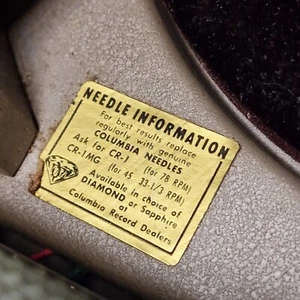 NEEDLE INFORMATION
For best results replace
regularly with genuine
COLUMBIA NEEDLES
Ask for CR-1 (for 78 RPM)
CR-1MG (for 45 33-1/3 RPM)
Available in choice of
DIAMOND or Sapphire
Columbia Record Dealers